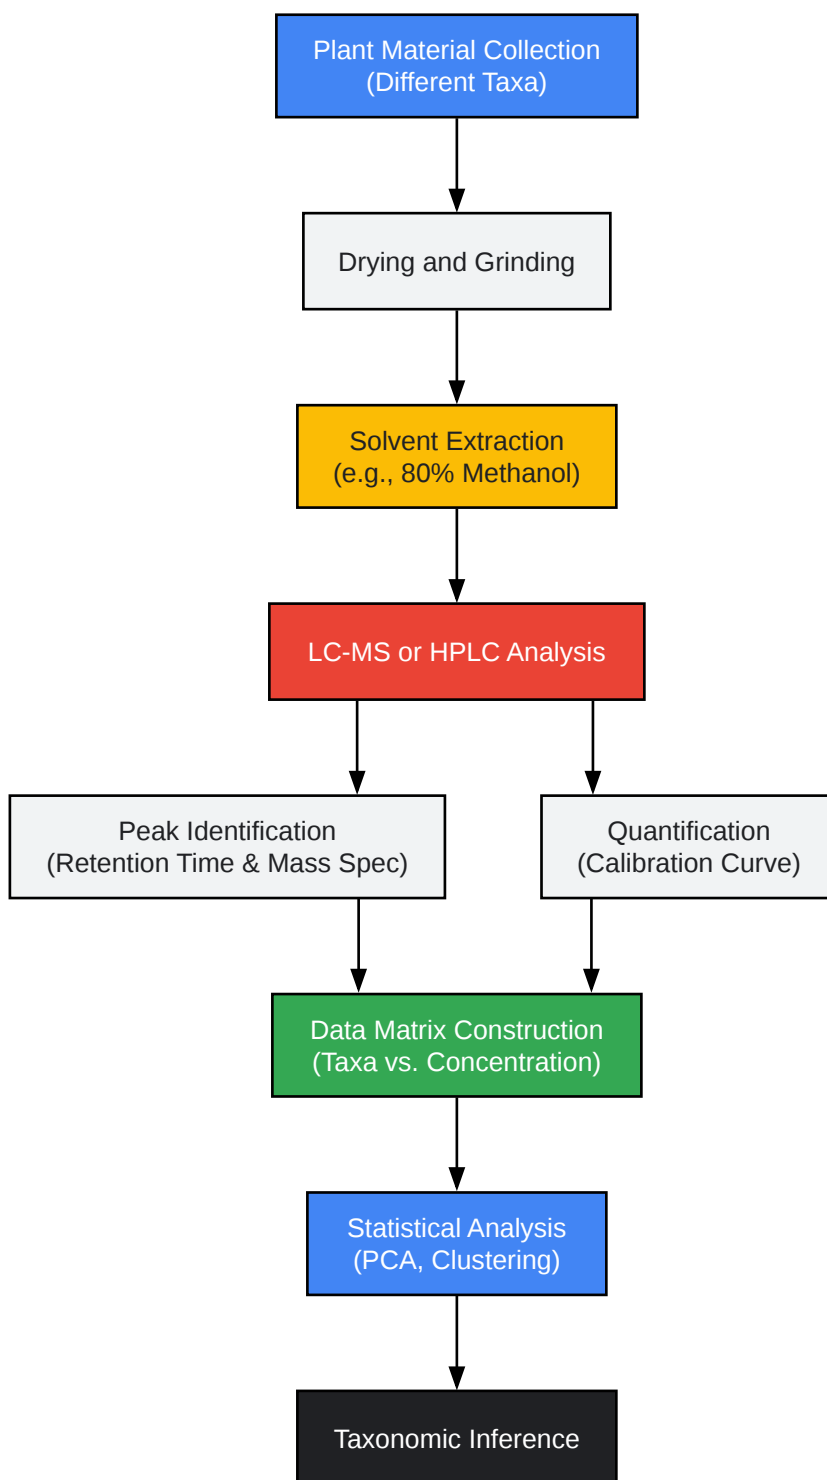 Plant Material Collection
(Different Taxa)
Drying and Grinding
Solvent Extraction
(e.g., 80% Methanol)
LC-MS or HPLC Analysis
Peak Identification
(Retention Time & Mass Spec)
Quantification
(Calibration Curve)
Data Matrix Construction
(Taxa vs. Concentration)
Statistical Analysis
(PCA, Clustering)
Taxonomic Inference